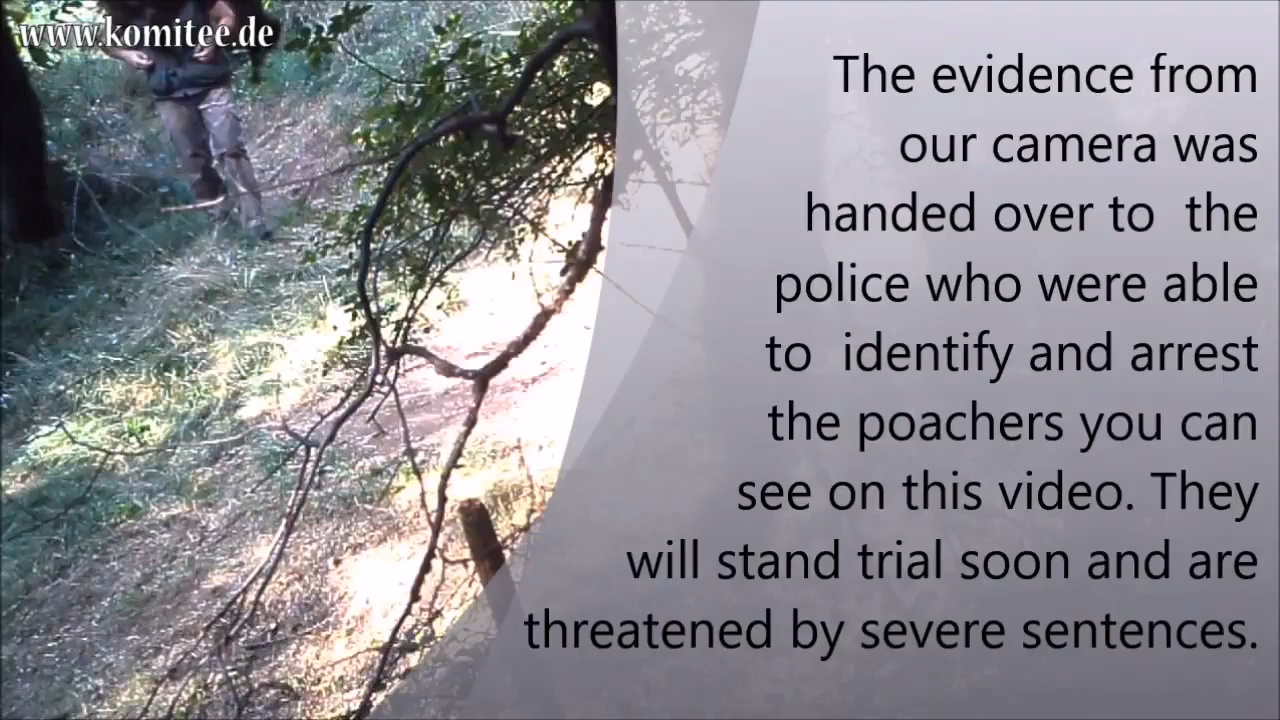 www.komitee.de
The evidence from
our camera was
handed over to the
police who were able
to identify and arrest
the poachers you can
see on this video. They
will stand trial soon and are
threatened by severe sentences.